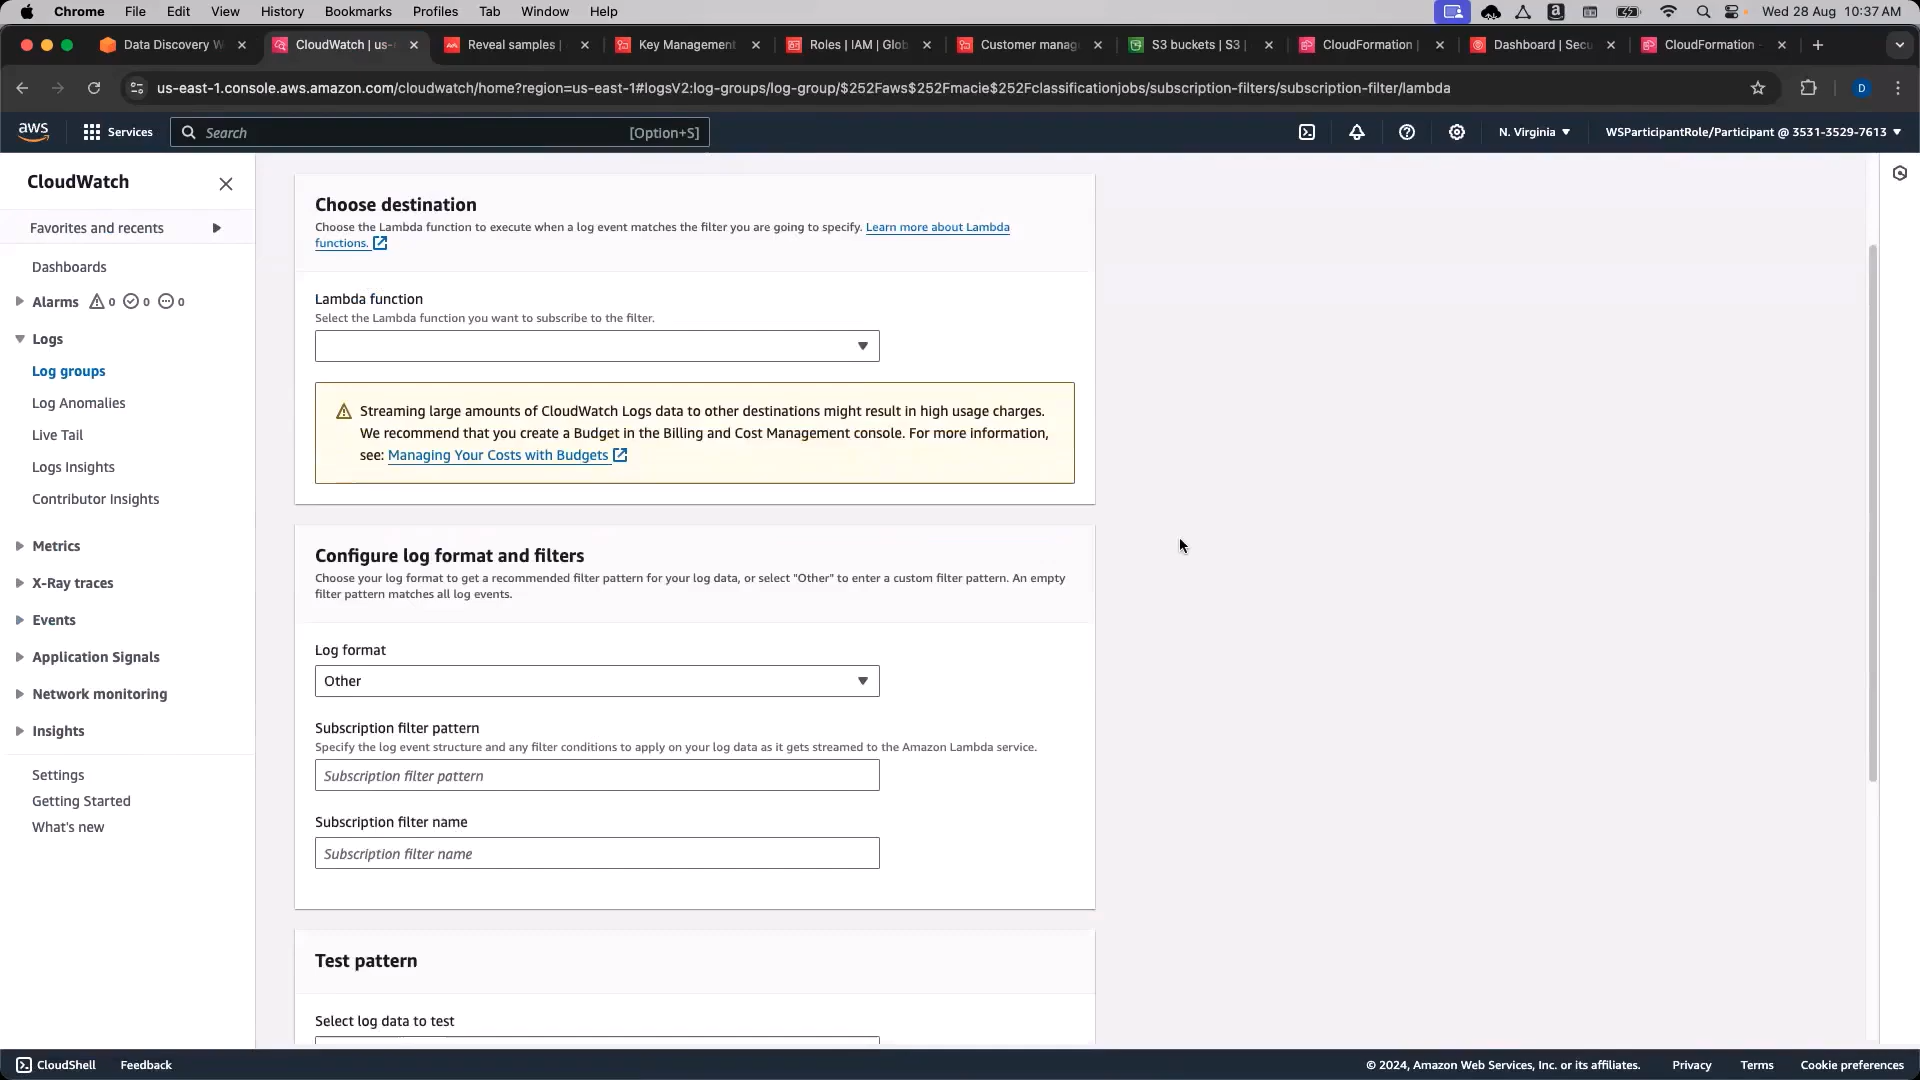 Chrome File Edit View History Bookmarks Profiles Tab Window Help
Wed 28 Aug 10:37 AM
Data Discovery W
CloudWatch | us-
Reveal samples |
Key Management
Roles | IAM | Glob
Customer manag
S3 buckets | S3 |
CloudFormation |
Dashboard | Secu
CloudFormation -
us-east-1.console.aws.amazon.com/cloudwatch/home?region=us-east-1#logsV2:log-groups/log-group/$252Faws$252Fmacie$252Fclassificationjobs/subscription-filters/subscription-filter/lambda
D
aws
Services
Search
[Option+S]
N. Virginia
WSParticipantRole/Participant @ 3531-3529-7613
CloudWatch
Favorites and recents
Dashboards
Alarms 0 0 0
Logs
Log groups
Log Anomalies
Live Tail
Logs Insights
Contributor Insights
Metrics
X-Ray traces
Events
Application Signals
Network monitoring
Insights
Settings
Getting Started
What's new
Choose destination
Choose the Lambda function to execute when a log event matches the filter you are going to specify. Learn more about Lambda
functions.
Lambda function
Select the Lambda function you want to subscribe to the filter.
Streaming large amounts of CloudWatch Logs data to other destinations might result in high usage charges.
We recommend that you create a Budget in the Billing and Cost Management console. For more information,
see: Managing Your Costs with Budgets
Configure log format and filters
Choose your log format to get a recommended filter pattern for your log data, or select "Other" to enter a custom filter pattern. An empty
filter pattern matches all log events.
Log format
Other
Subscription filter pattern
Specify the log event structure and any filter conditions to apply on your log data as it gets streamed to the Amazon Lambda service.
Subscription filter pattern
Subscription filter name
Subscription filter name
Test pattern
Select log data to test
CloudShell
Feedback
© 2024, Amazon Web Services, Inc. or its affiliates.
Privacy
Terms
Cookie preferences